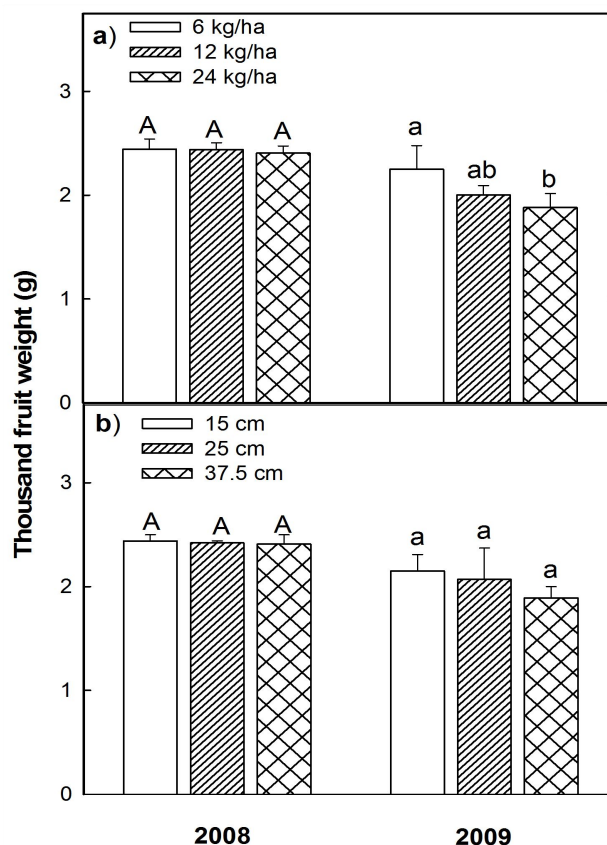 a) 6 kg/ha
12 kg/ha
24 kg/ha
3
A A A a ab b
2
1
0
Thousand fruit weight (g)
b) 15 cm
25 cm
37.5 cm
3
A A A a a a
2
1
0
2008 2009